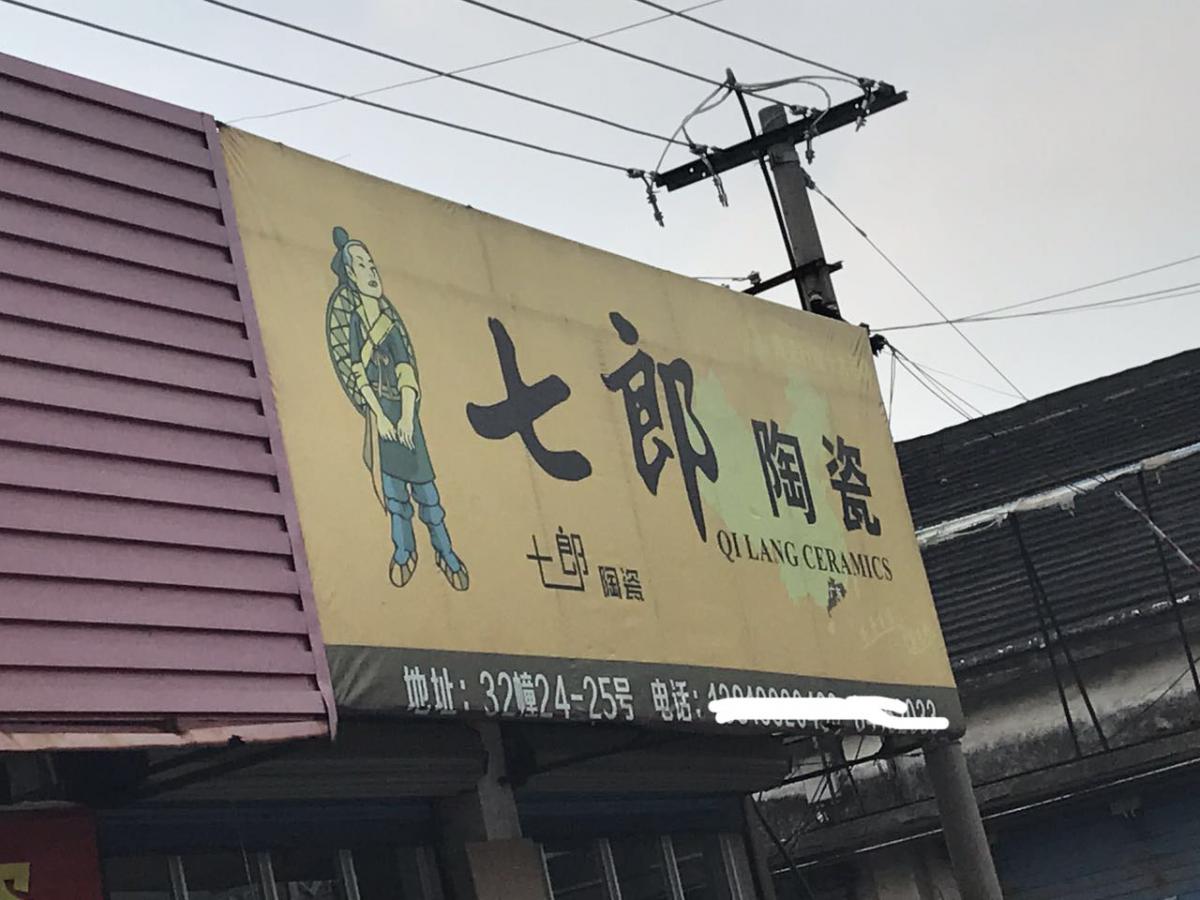 七郎陶瓷
QI LANG CERAMICS
七郎 陶瓷
地址：32幢24-25号 电话：